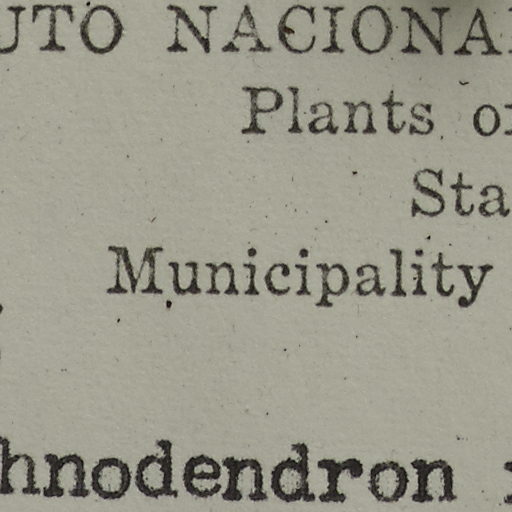 UTO NACIONA
Plants o
Sta
Municipality
hnodendron